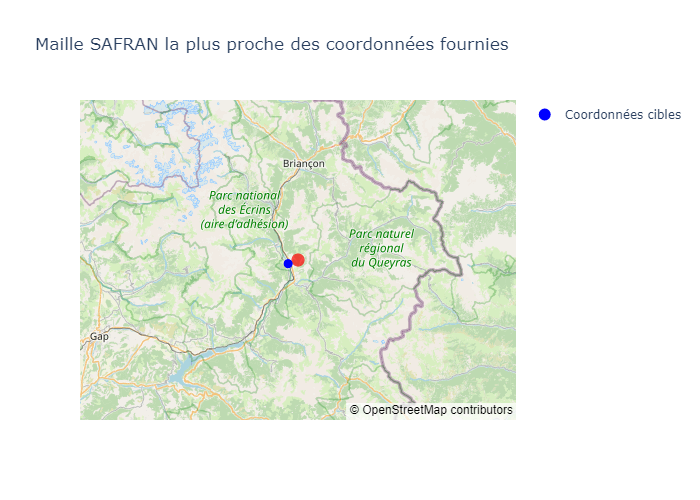 Maille SAFRAN la plus proche des coordonnées fournies
Coordonnées cibles
Briançon
Parc national
des Écrins
(aire d'adhésion)
Parc naturel
régional
du Queyras
Gap
© OpenStreetMap contributors